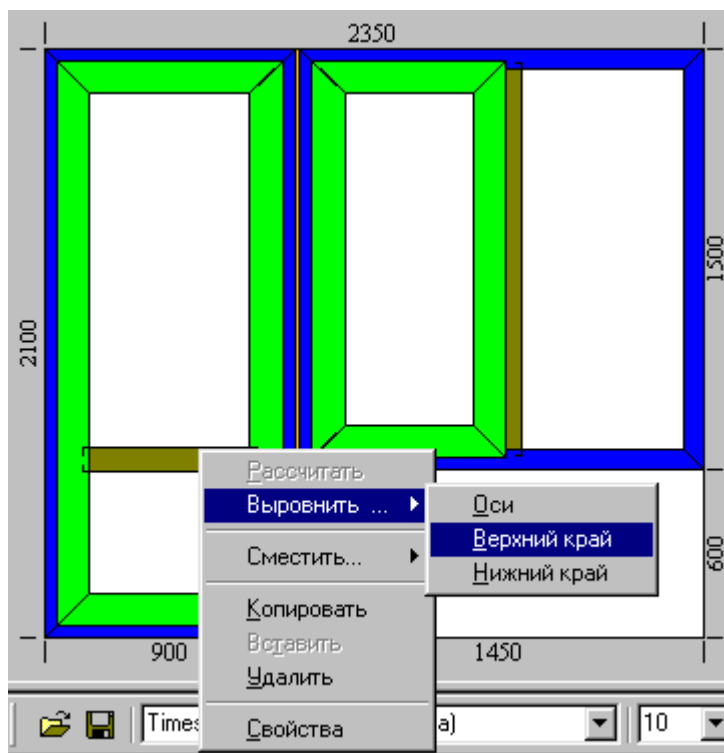 2350
1500
2100
Рассчитать
Выровнить ...
Оси
Верхний край
Нижний край
Сместить...
600
Копировать
Вставить
Удалить
900
1450
Свойства
Times
а)
10